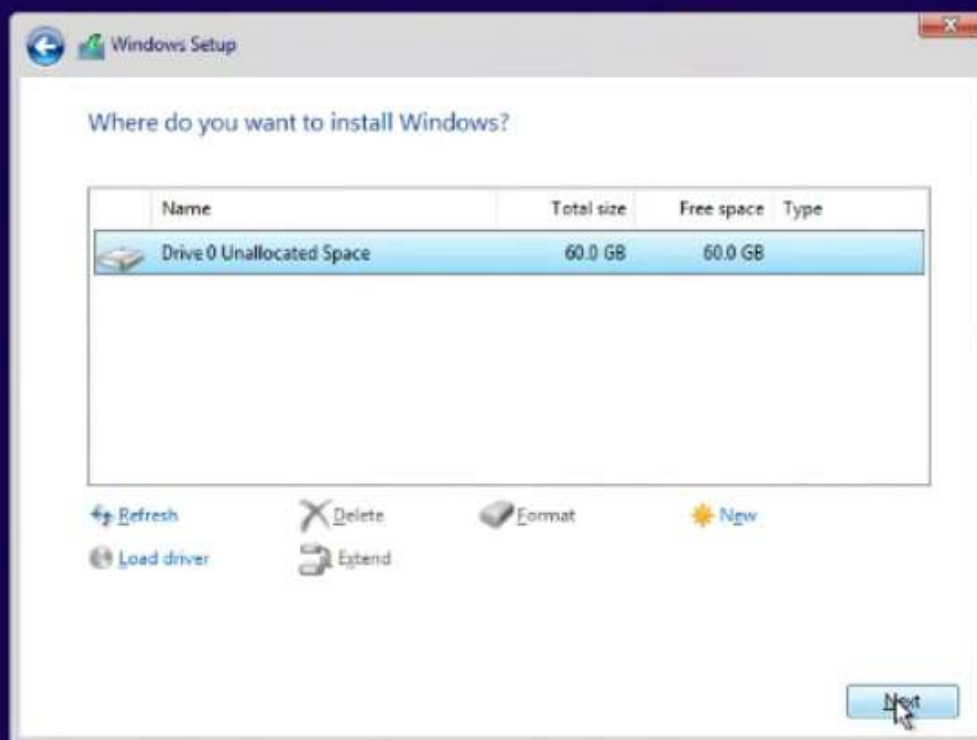 Windows Setup
Where do you want to install Windows?
Name Total size Free space Type
Drive 0 Unallocated Space 60.0 GB 60.0 GB
Refresh Delete Format New
Load driver Extend
Next